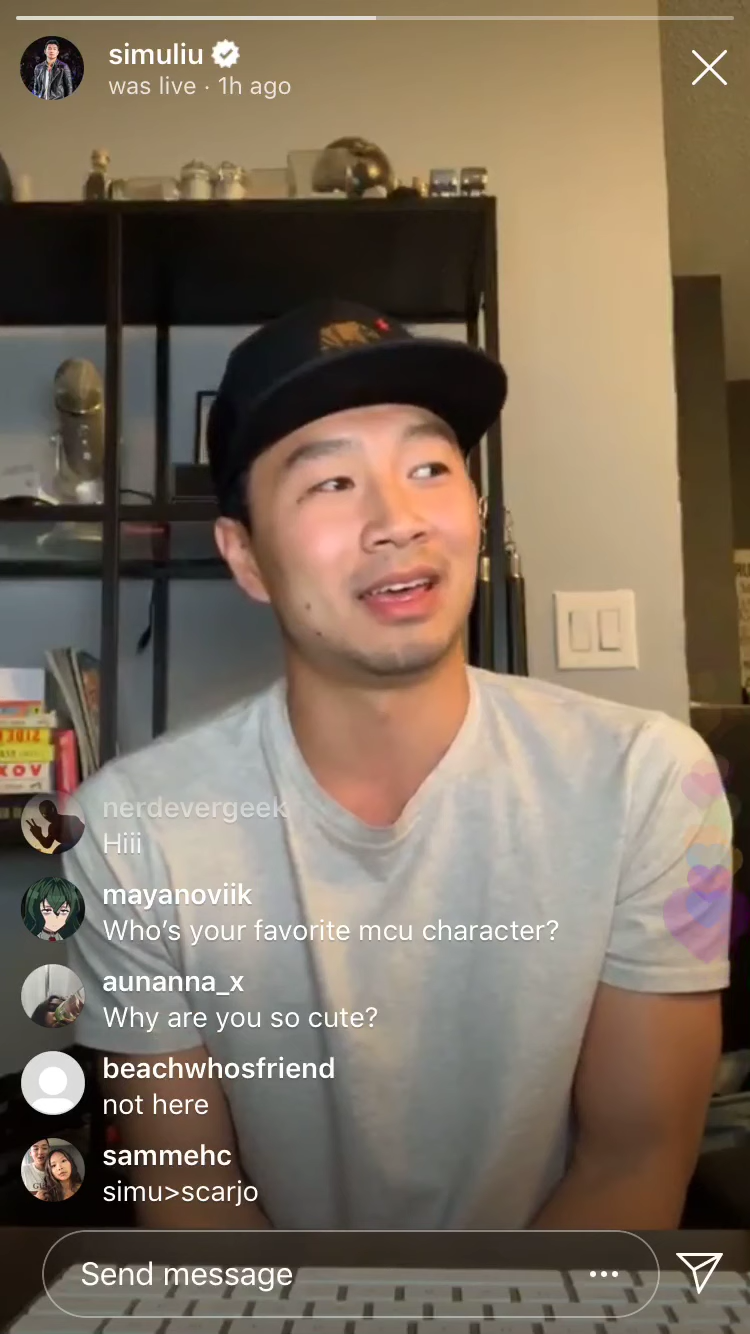 simuliu
was live · 1h ago
nerdevergeek
Hiii
mayanoviik
Who's your favorite mcu character?
aunanna_x
Why are you so cute?
beachwhosfriend
not here
sammehc
simu>scarjo
Send message